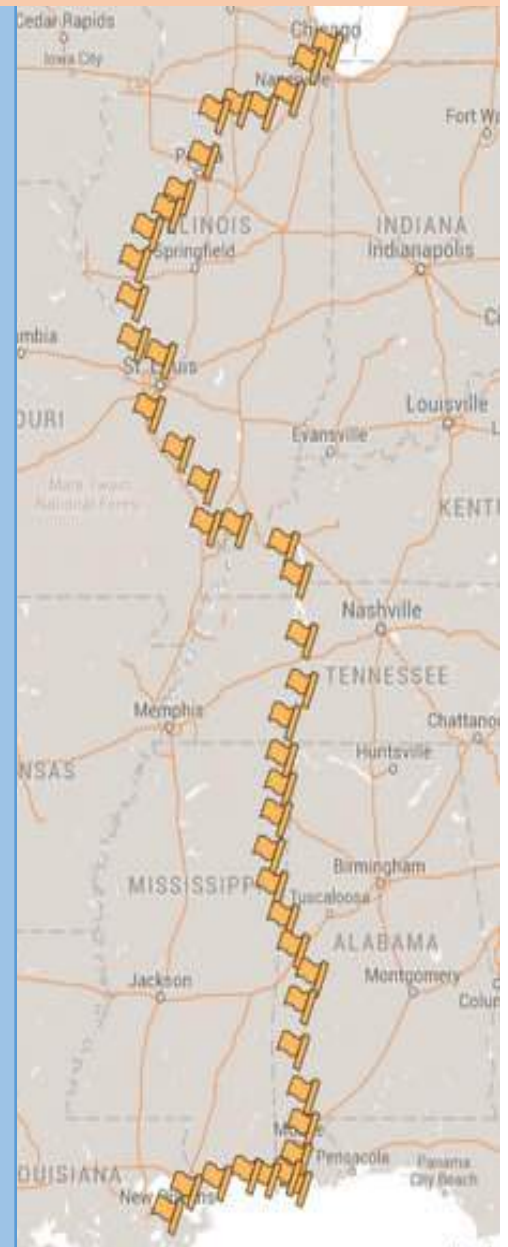 Cedar Rapids
Chicago
Iowa City
Fort W
ILLINOIS
INDIANA
Springfield
Indianapolis
mbia
St. Louis
OURI
Louisville
Evansville
Mark Twain
National Forest
KENT
Nashville
TENNESSEE
Memphis
Chattano
Huntsville
NSAS
Birmingham
MISSISSIPP
Tuscaloosa
ALABAMA
Jackson
Montgomery
Colu
Pensacola
Panama
City Beach
OUISIANA
New Orleans